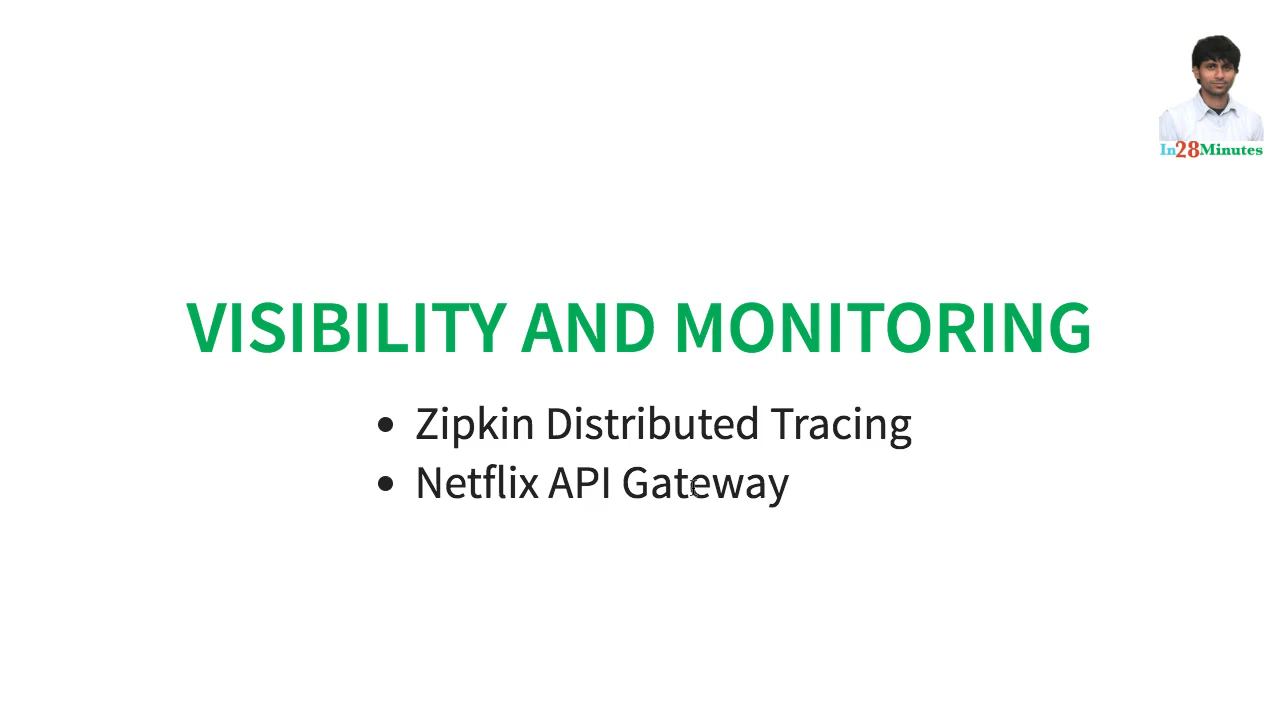 In28Minutes
VISIBILITY AND MONITORING
• Zipkin Distributed Tracing
• Netflix API Gateway